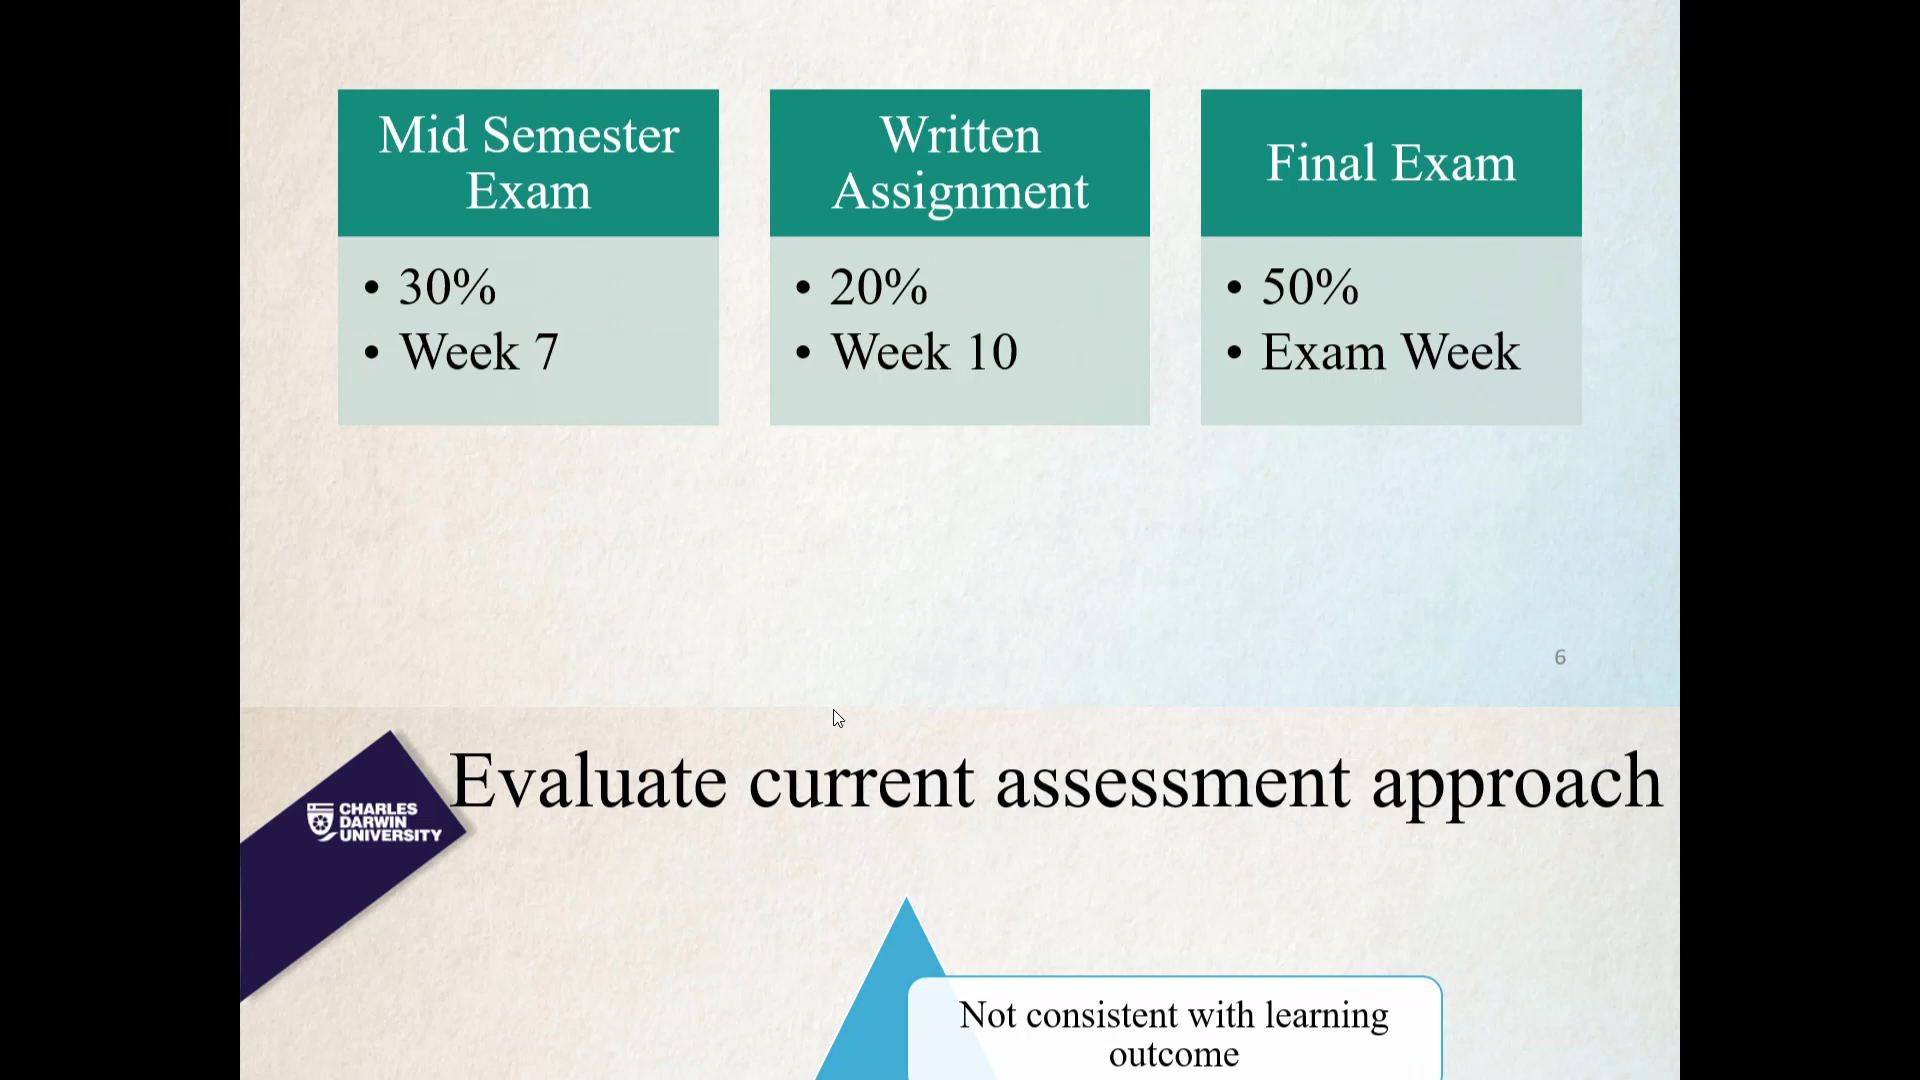 Mid Semester
Exam
• 30%
• Week 7
Written
Assignment
• 20%
• Week 10
Final Exam
• 50%
• Exam Week
6
CHARLES
DARWIN
UNIVERSITY
Evaluate current assessment approach
Not consistent with learning
outcome